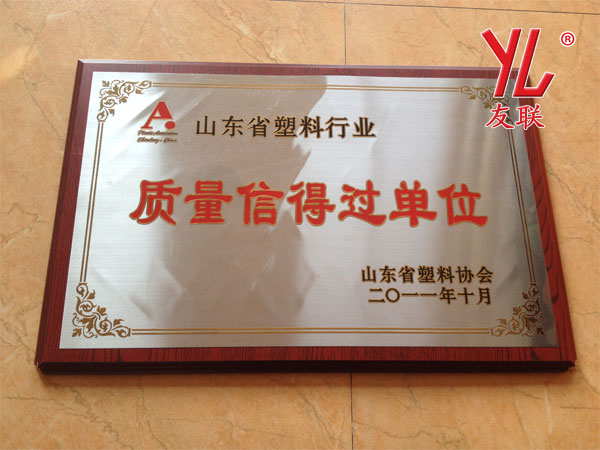 YL®
友联
A
山东省塑料行业
质量信得过单位
山东省塑料协会
二〇一一年十月